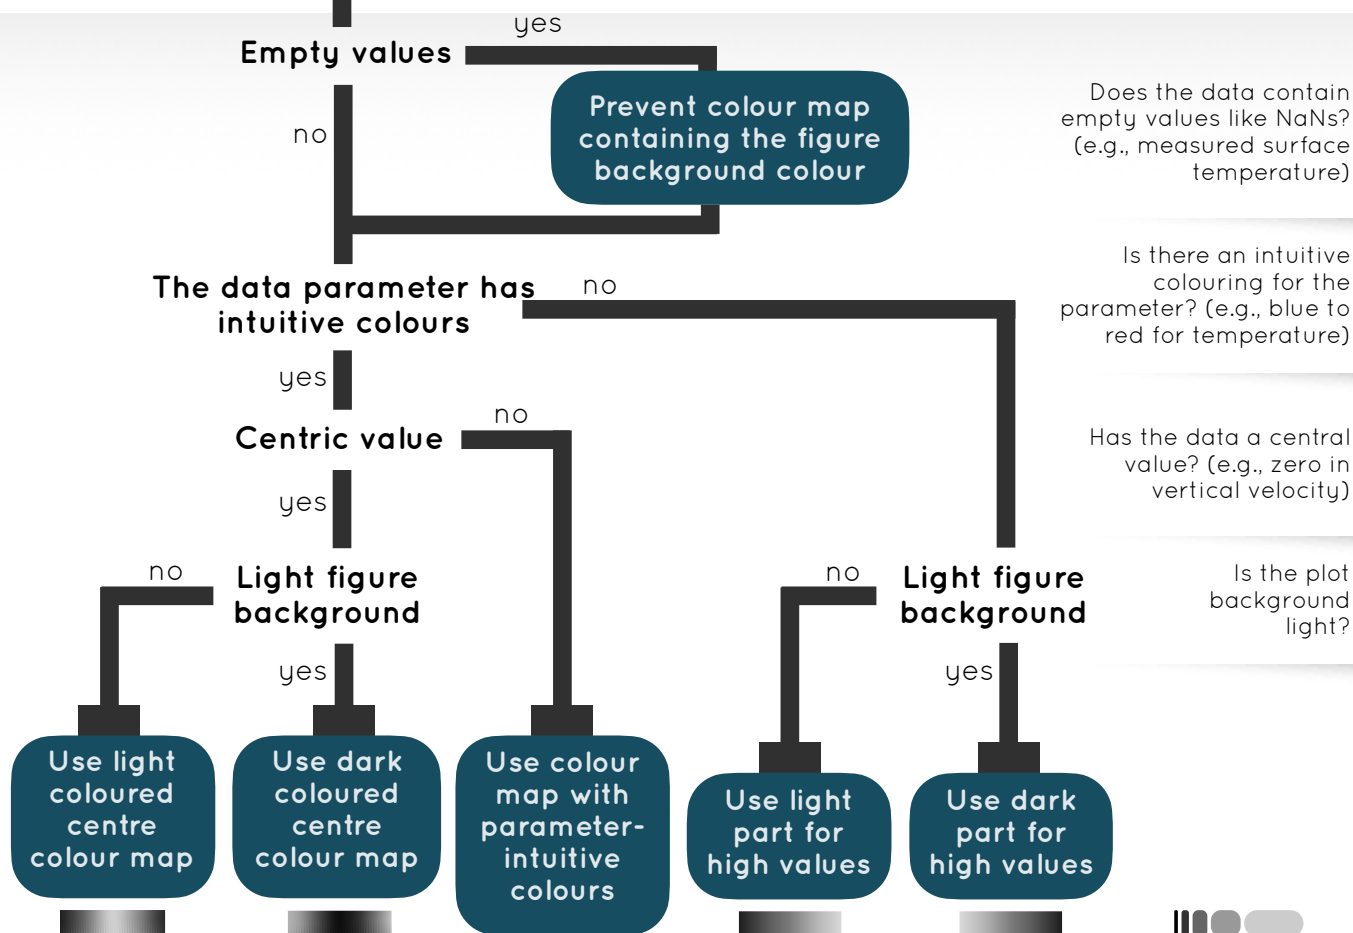 yes
Empty values
Prevent colour map
containing the figure
background colour
no
Does the data contain
empty values like NaNs?
(e.g., measured surface
temperature)
The data parameter has
intuitive colours
no
Is there an intuitive
colouring for the
parameter? (e.g., blue to
red for temperature)
yes
Centric value
no
Has the data a central
value? (e.g., zero in
vertical velocity)
yes
no
Light figure
background
no
Light figure
background
Is the plot
background
light?
yes
yes
Use light
coloured
centre
colour map
Use dark
coloured
centre
colour map
Use colour
map with
parameter-
intuitive
colours
Use light
part for
high values
Use dark
part for
high values